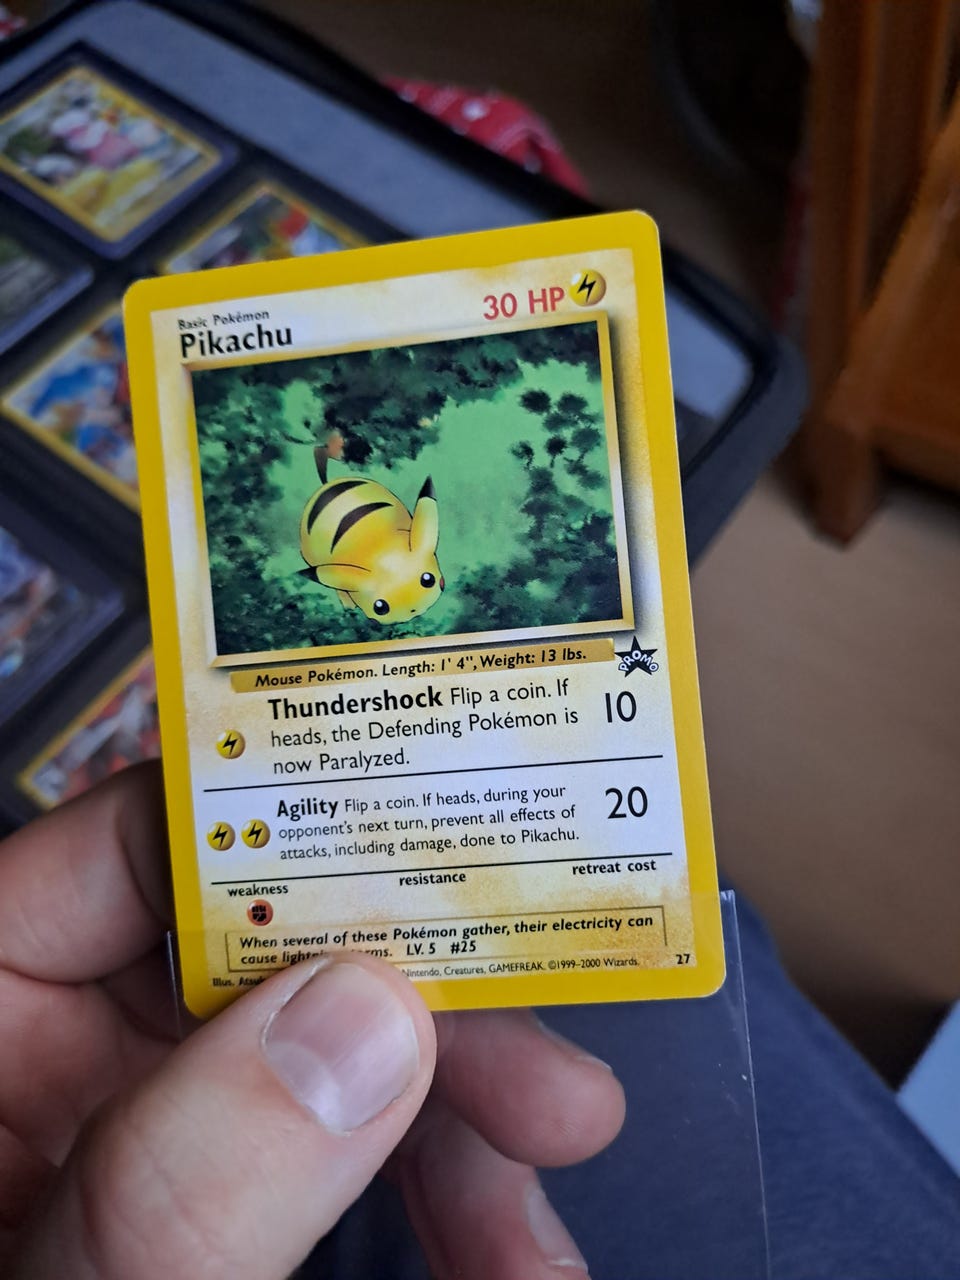 Basic Pokémon
Pikachu
30 HP
Mouse Pokémon. Length: 1' 4", Weight: 13 lbs.
PROMO
Thundershock Flip a coin. If
heads, the Defending Pokémon is
now Paralyzed.
10
Agility Flip a coin. If heads, during your
opponent's next turn, prevent all effects of
attacks, including damage, done to Pikachu.
20
weakness
resistance
retreat cost
When several of these Pokémon gather, their electricity can
cause LV. 5 #25
Illus. Nintendo, Creatures, GAMEFREAK. ©1999-2000 Wizards.
27